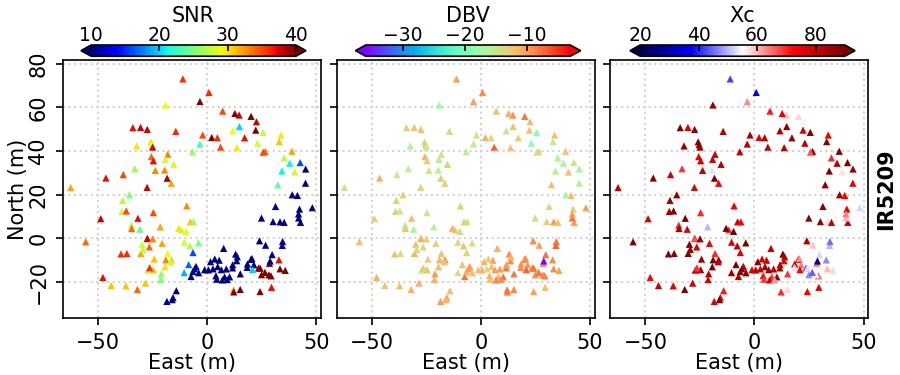 SNR DBV Xc
10 20 30 40 −30 −20 −10 20 40 60 80
80
60
40
20
0
−20
North (m)
−50 0 50 −50 0 50 −50 0 50
East (m) East (m) East (m)
IR5209